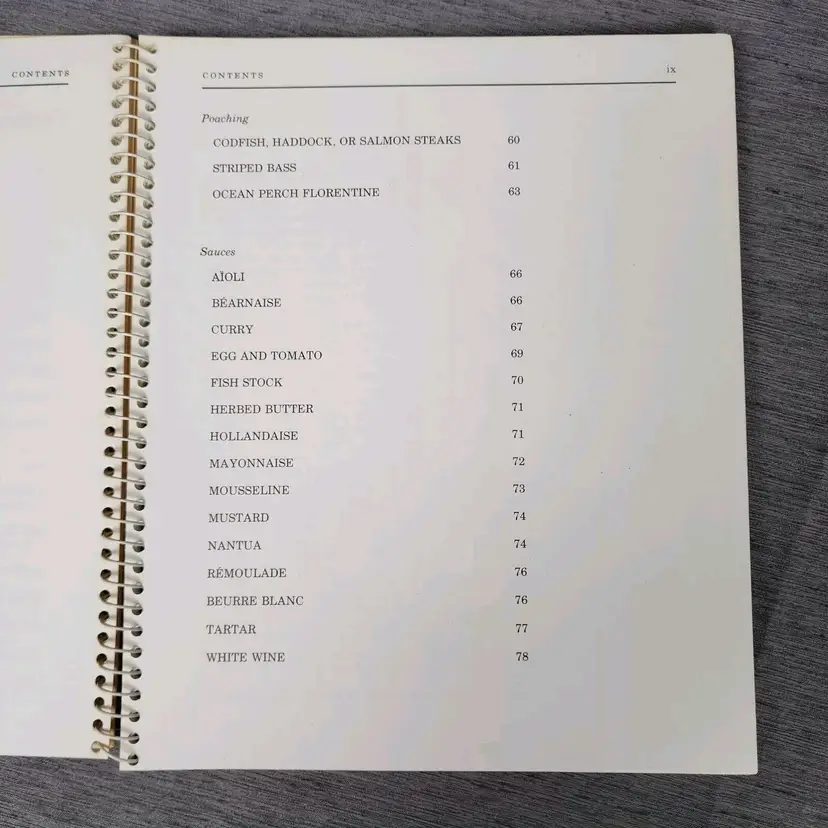 CONTENTS
CONTENTS ix
Poaching
CODFISH, HADDOCK, OR SALMON STEAKS 60
STRIPED BASS 61
OCEAN PERCH FLORENTINE 63
Sauces
AÏOLI 66
BÉARNAISE 66
CURRY 67
EGG AND TOMATO 69
FISH STOCK 70
HERBED BUTTER 71
HOLLANDAISE 71
MAYONNAISE 72
MOUSSELINE 73
MUSTARD 74
NANTUA 74
RÉMOULADE 76
BEURRE BLANC 76
TARTAR 77
WHITE WINE 78